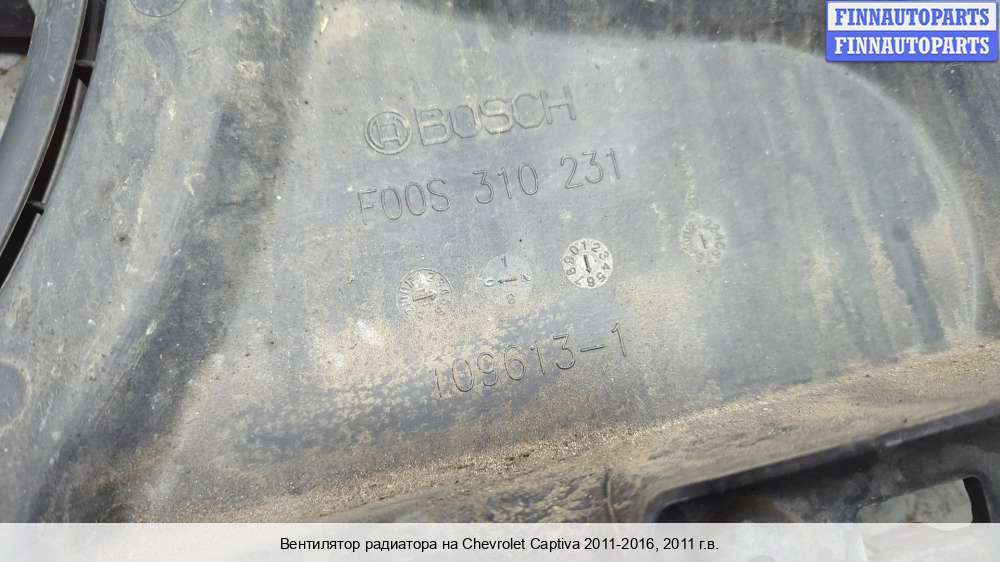 FINNAUTOPARTS
FINNAUTOPARTS
BOSCH
F00S 310 231
109613-1
Вентилятор радиатора на Chevrolet Captiva 2011-2016, 2011 г.в.